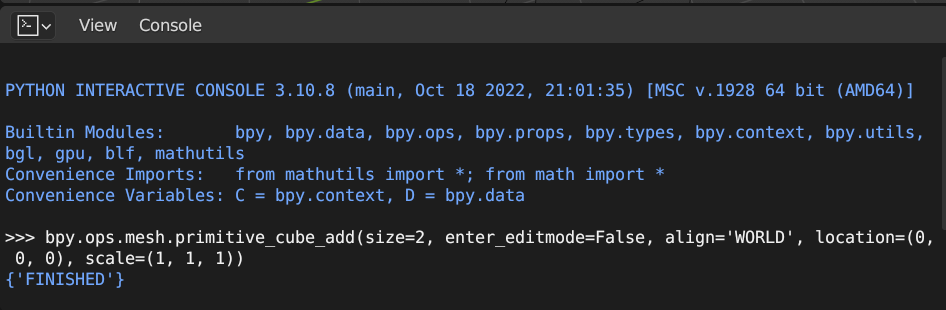 View Console
PYTHON INTERACTIVE CONSOLE 3.10.8 (main, Oct 18 2022, 21:01:35) [MSC v.1928 64 bit (AMD64)]
Builtin Modules:       bpy, bpy.data, bpy.ops, bpy.props, bpy.types, bpy.context, bpy.utils,
bgl, gpu, blf, mathutils
Convenience Imports:   from mathutils import *; from math import *
Convenience Variables: C = bpy.context, D = bpy.data
>>> bpy.ops.mesh.primitive_cube_add(size=2, enter_editmode=False, align='WORLD', location=(0,
 0, 0), scale=(1, 1, 1))
{'FINISHED'}